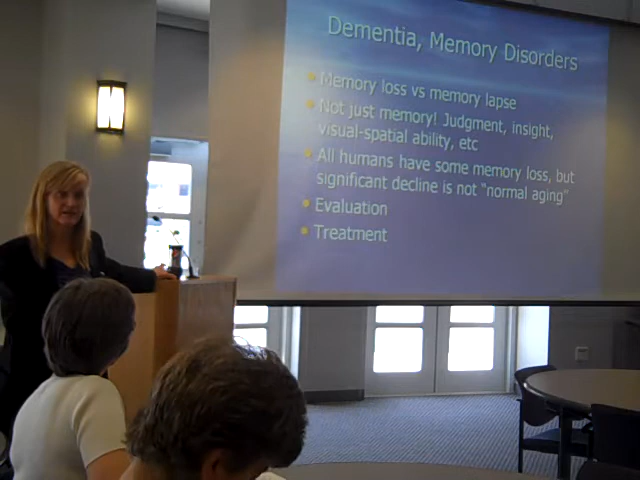 Dementia, Memory Disorders
Memory loss vs memory lapse
Not just memory! Judgment, insight,
visual-spatial ability, etc
All humans have some memory loss, but
significant decline is not "normal aging"
Evaluation
Treatment